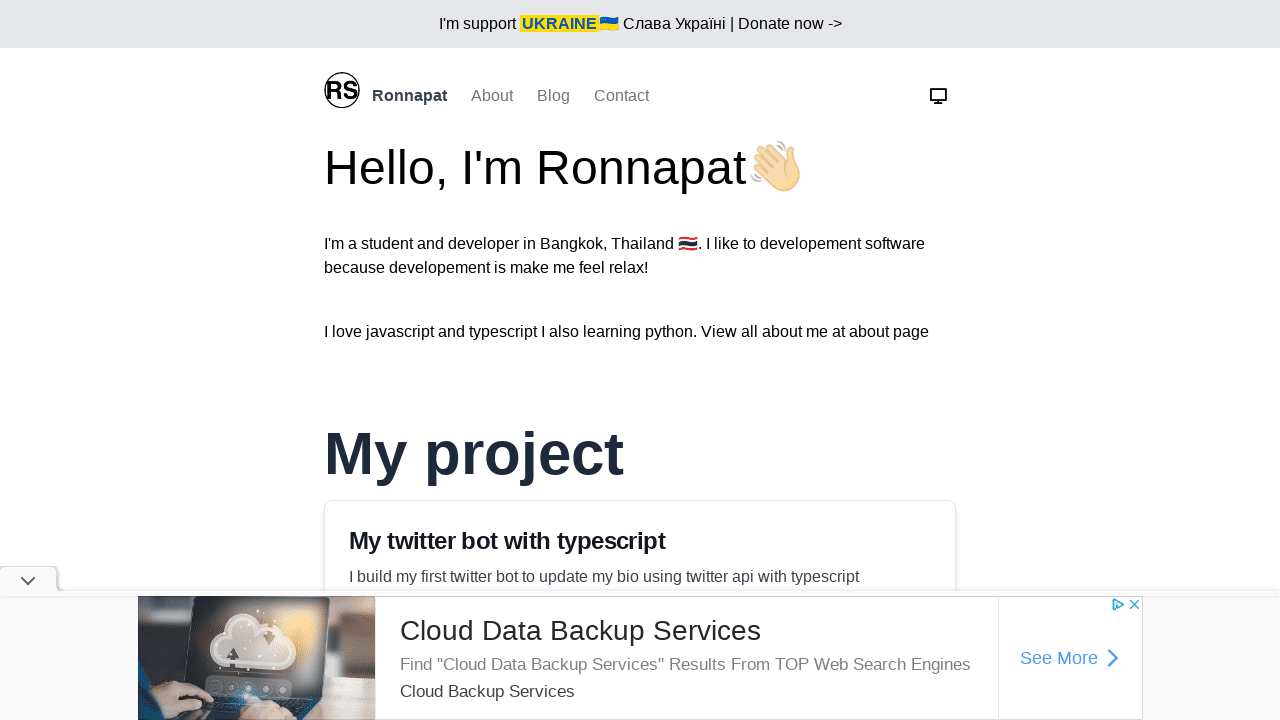 I'm support UKRAINE🇺🇦 Слава Україні | Donate now ->
RS Ronnapat About Blog Contact
Hello, I'm Ronnapat👋🏼
I'm a student and developer in Bangkok, Thailand 🇹🇭. I like to developement software
because developement is make me feel relax!
I love javascript and typescript I also learning python. View all about me at about page
My project
My twitter bot with typescript
I build my first twitter bot to update my bio using twitter api with typescript
Cloud Data Backup Services
Find "Cloud Data Backup Services" Results From TOP Web Search Engines
Cloud Backup Services
See More